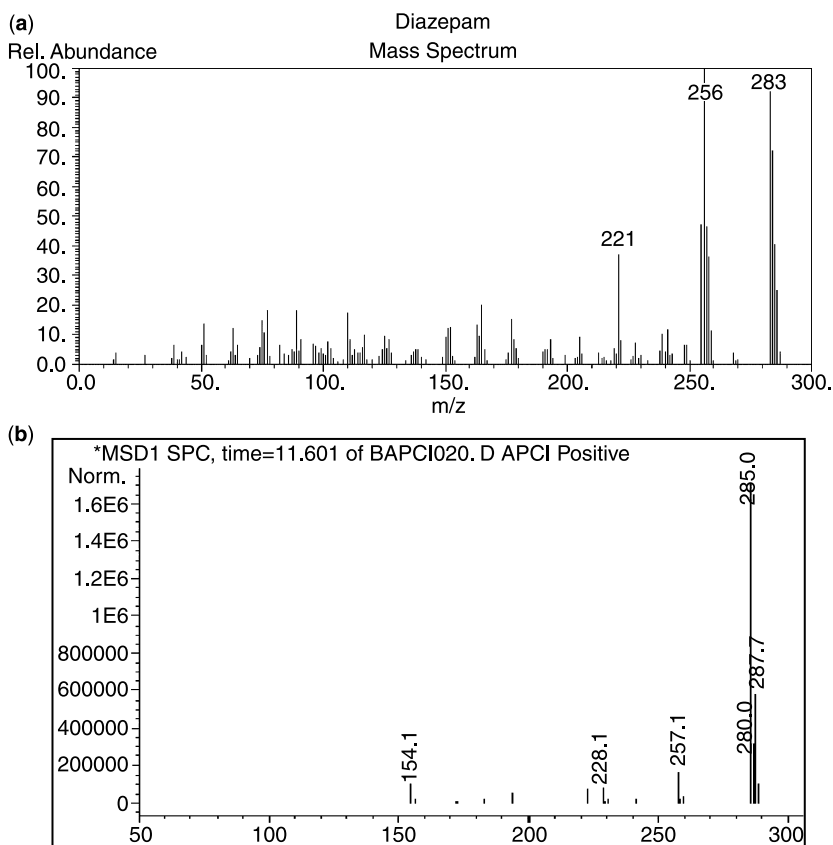 (a)
Diazepam
Rel. Abundance
Mass Spectrum
100.
90.
80.
70.
60.
50.
40.
30.
20.
10.
0.0
256
283
221
0.0 50. 100. 150. 200. 250. 300.
m/z
(b)
*MSD1 SPC, time=11.601 of BAPCI020. D APCI Positive
Norm.
1.6E6
1.4E6
1.2E6
1E6
800000
600000
400000
200000
0
285.0
287.7
280.0
257.1
228.1
154.1
50 100 150 200 250 300